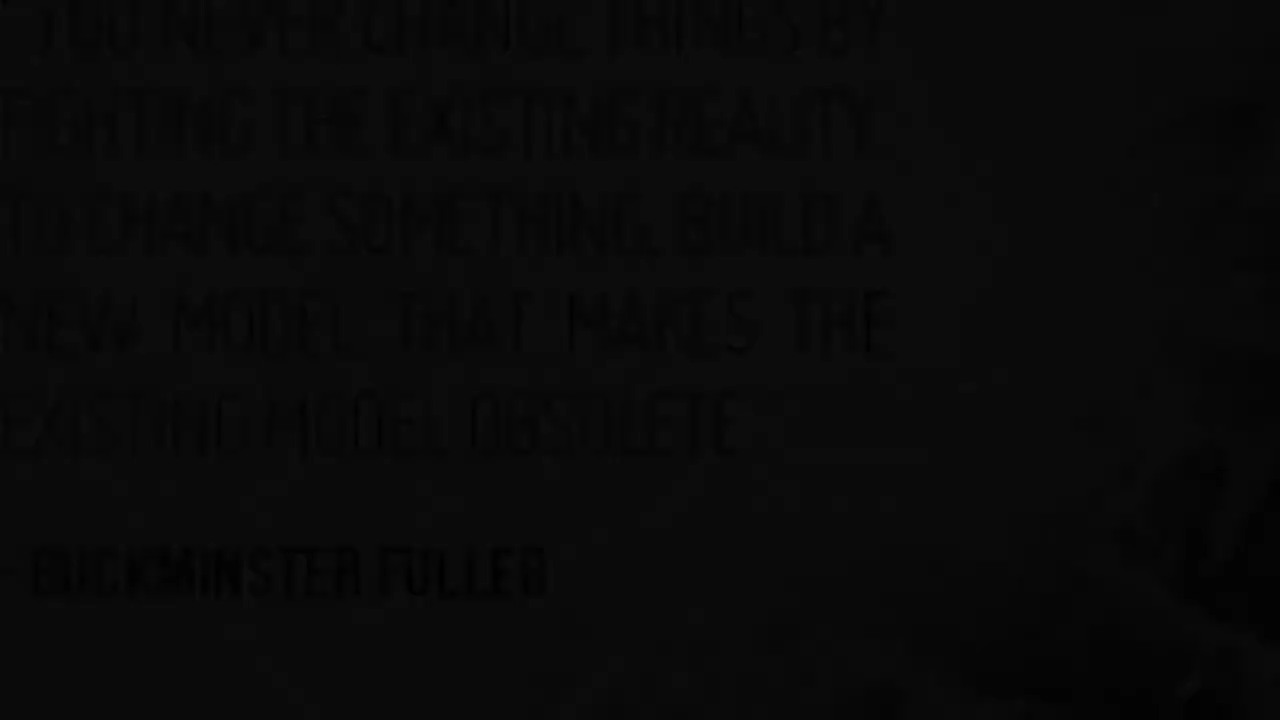 YOU NEVER CHANGE THINGS BY
FIGHTING THE EXISTING REALITY.
TO CHANGE SOMETHING, BUILD A
NEW MODEL THAT MAKES THE
EXISTING MODEL OBSOLETE
- BUCKMINSTER FULLER